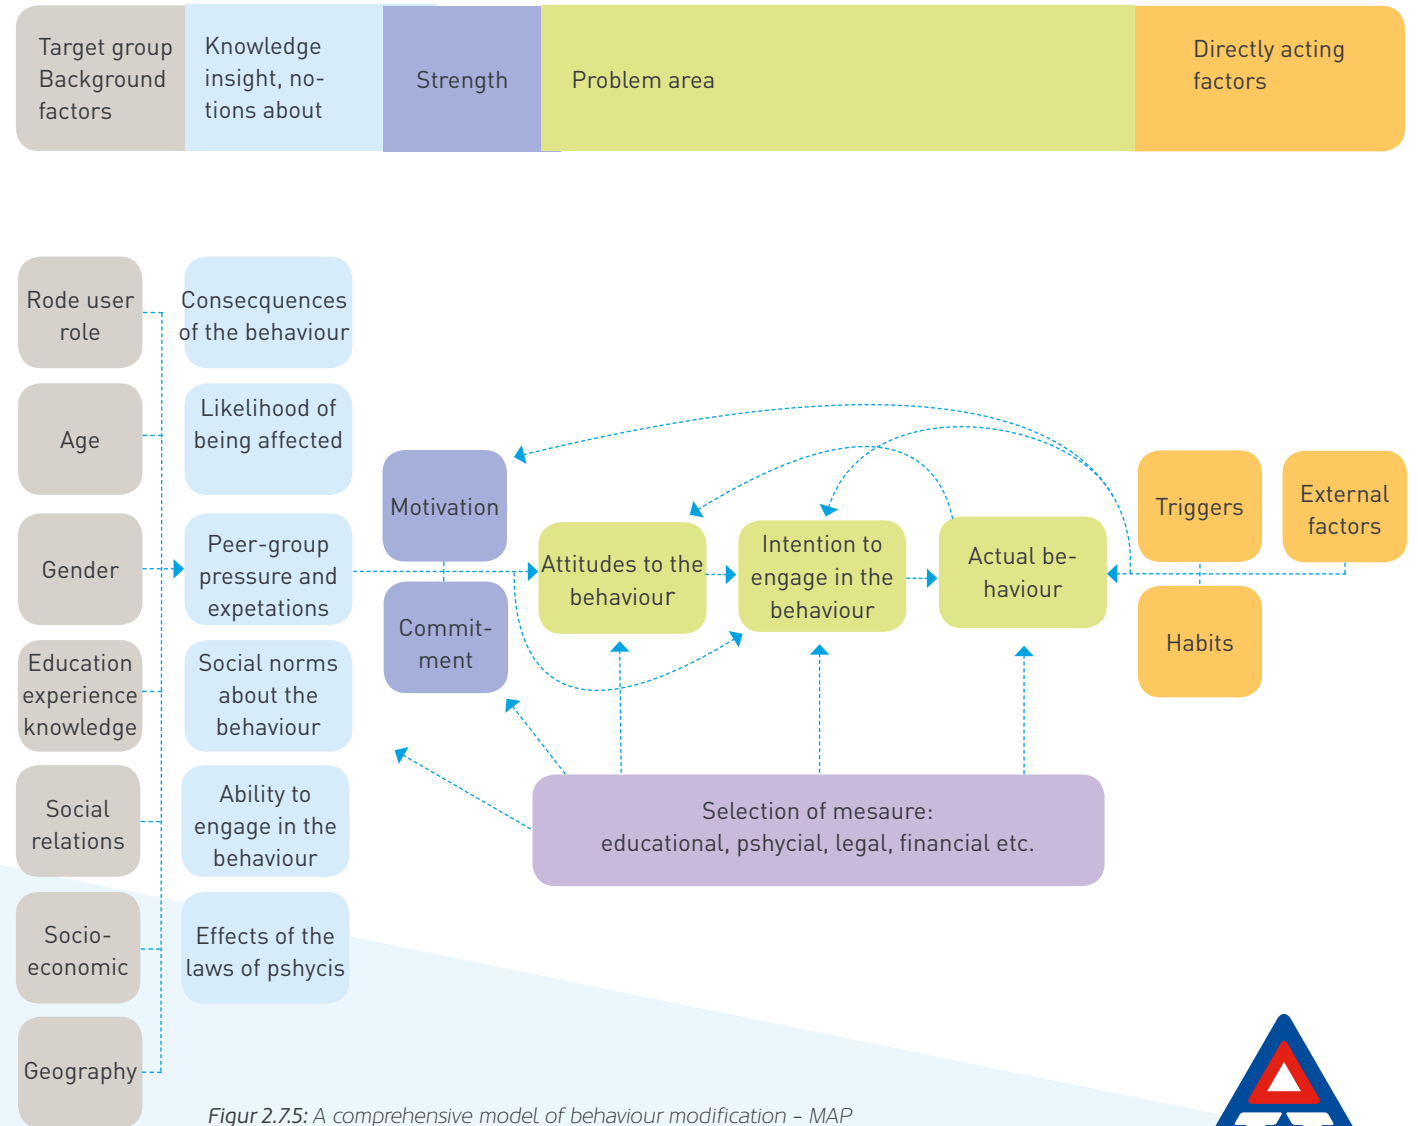 Target group
Background
factors
Knowledge
insight, no-
tions about
Strength
Problem area
Directly acting
factors
Rode user
role
Age
Gender
Education
experience
knowledge
Social
relations
Socio-
economic
Geography
Consecquences
of the behaviour
Likelihood of
being affected
Peer-group
pressure and
expetations
Social norms
about the
behaviour
Ability to
engage in the
behaviour
Effects of the
laws of pshycis
Motivation
Commit-
ment
Attitudes to the
behaviour
Intention to
engage in the
behaviour
Actual be-
haviour
Triggers
External
factors
Habits
Selection of mesaure:
educational, pshycial, legal, financial etc.
Figur 2.7.5: A comprehensive model of behaviour modification – MAP